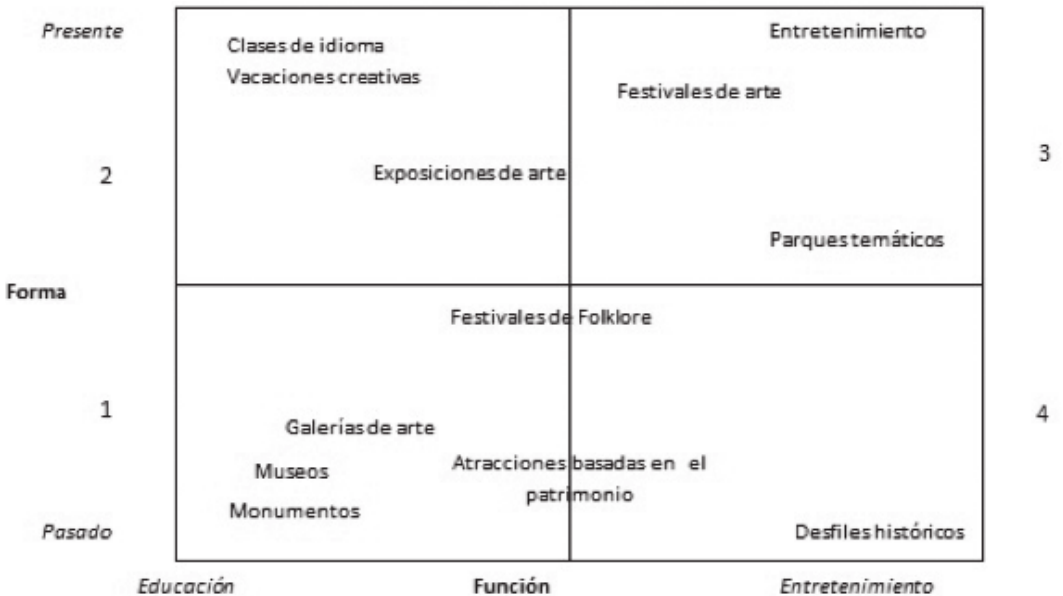 Presente
Clases de idioma
Vacaciones creativas
Entretenimiento
Festivales de arte
2
Exposiciones de arte
3
Parques temáticos
Forma
Festivales de Folklore
1
Galerías de arte
4
Museos
Atracciones basadas en el
patrimonio
Monumentos
Pasado
Desfiles históricos
Educación
Función
Entretenimiento